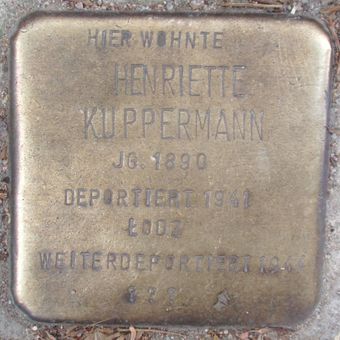 HIER WOHNTE
HENRIETTE
KUPPERMANN
JG. 1890
DEPORTIERT 1941
ŁODZ
WEITERDEPORTIERT 1944
???